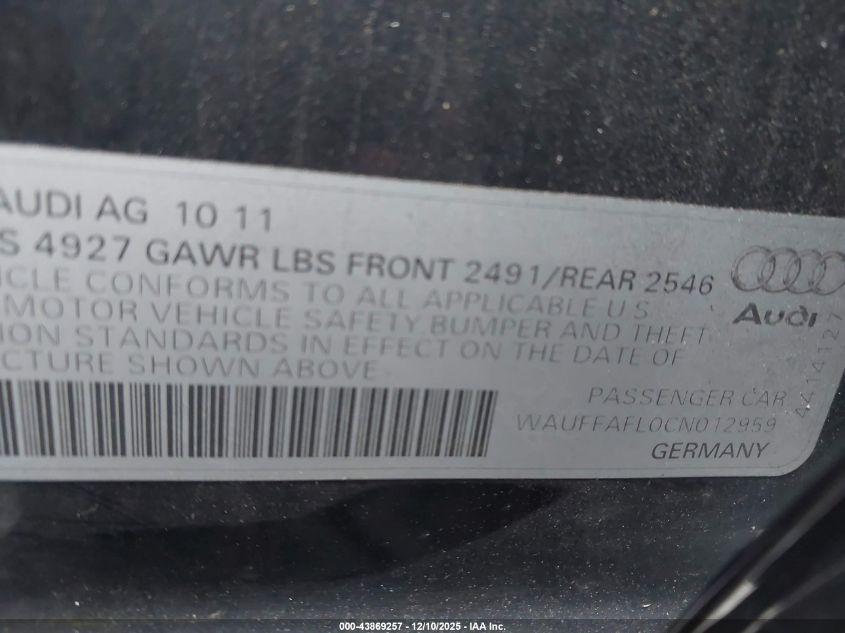 AUDI AG 10 11
S 4927 GAWR LBS FRONT 2491/REAR 2546
ICLE CONFORMS TO ALL APPLICABLE U S
MOTOR VEHICLE SAFETY BUMPER AND THEFT
ION STANDARDS IN EFFECT ON THE DATE OF
CTURE SHOWN ABOVE
Audi
4414127
PASSENGER CAR
WAUFFAFL0CN012959
GERMANY
000-43869257 - 12/10/2025 - IAA Inc.